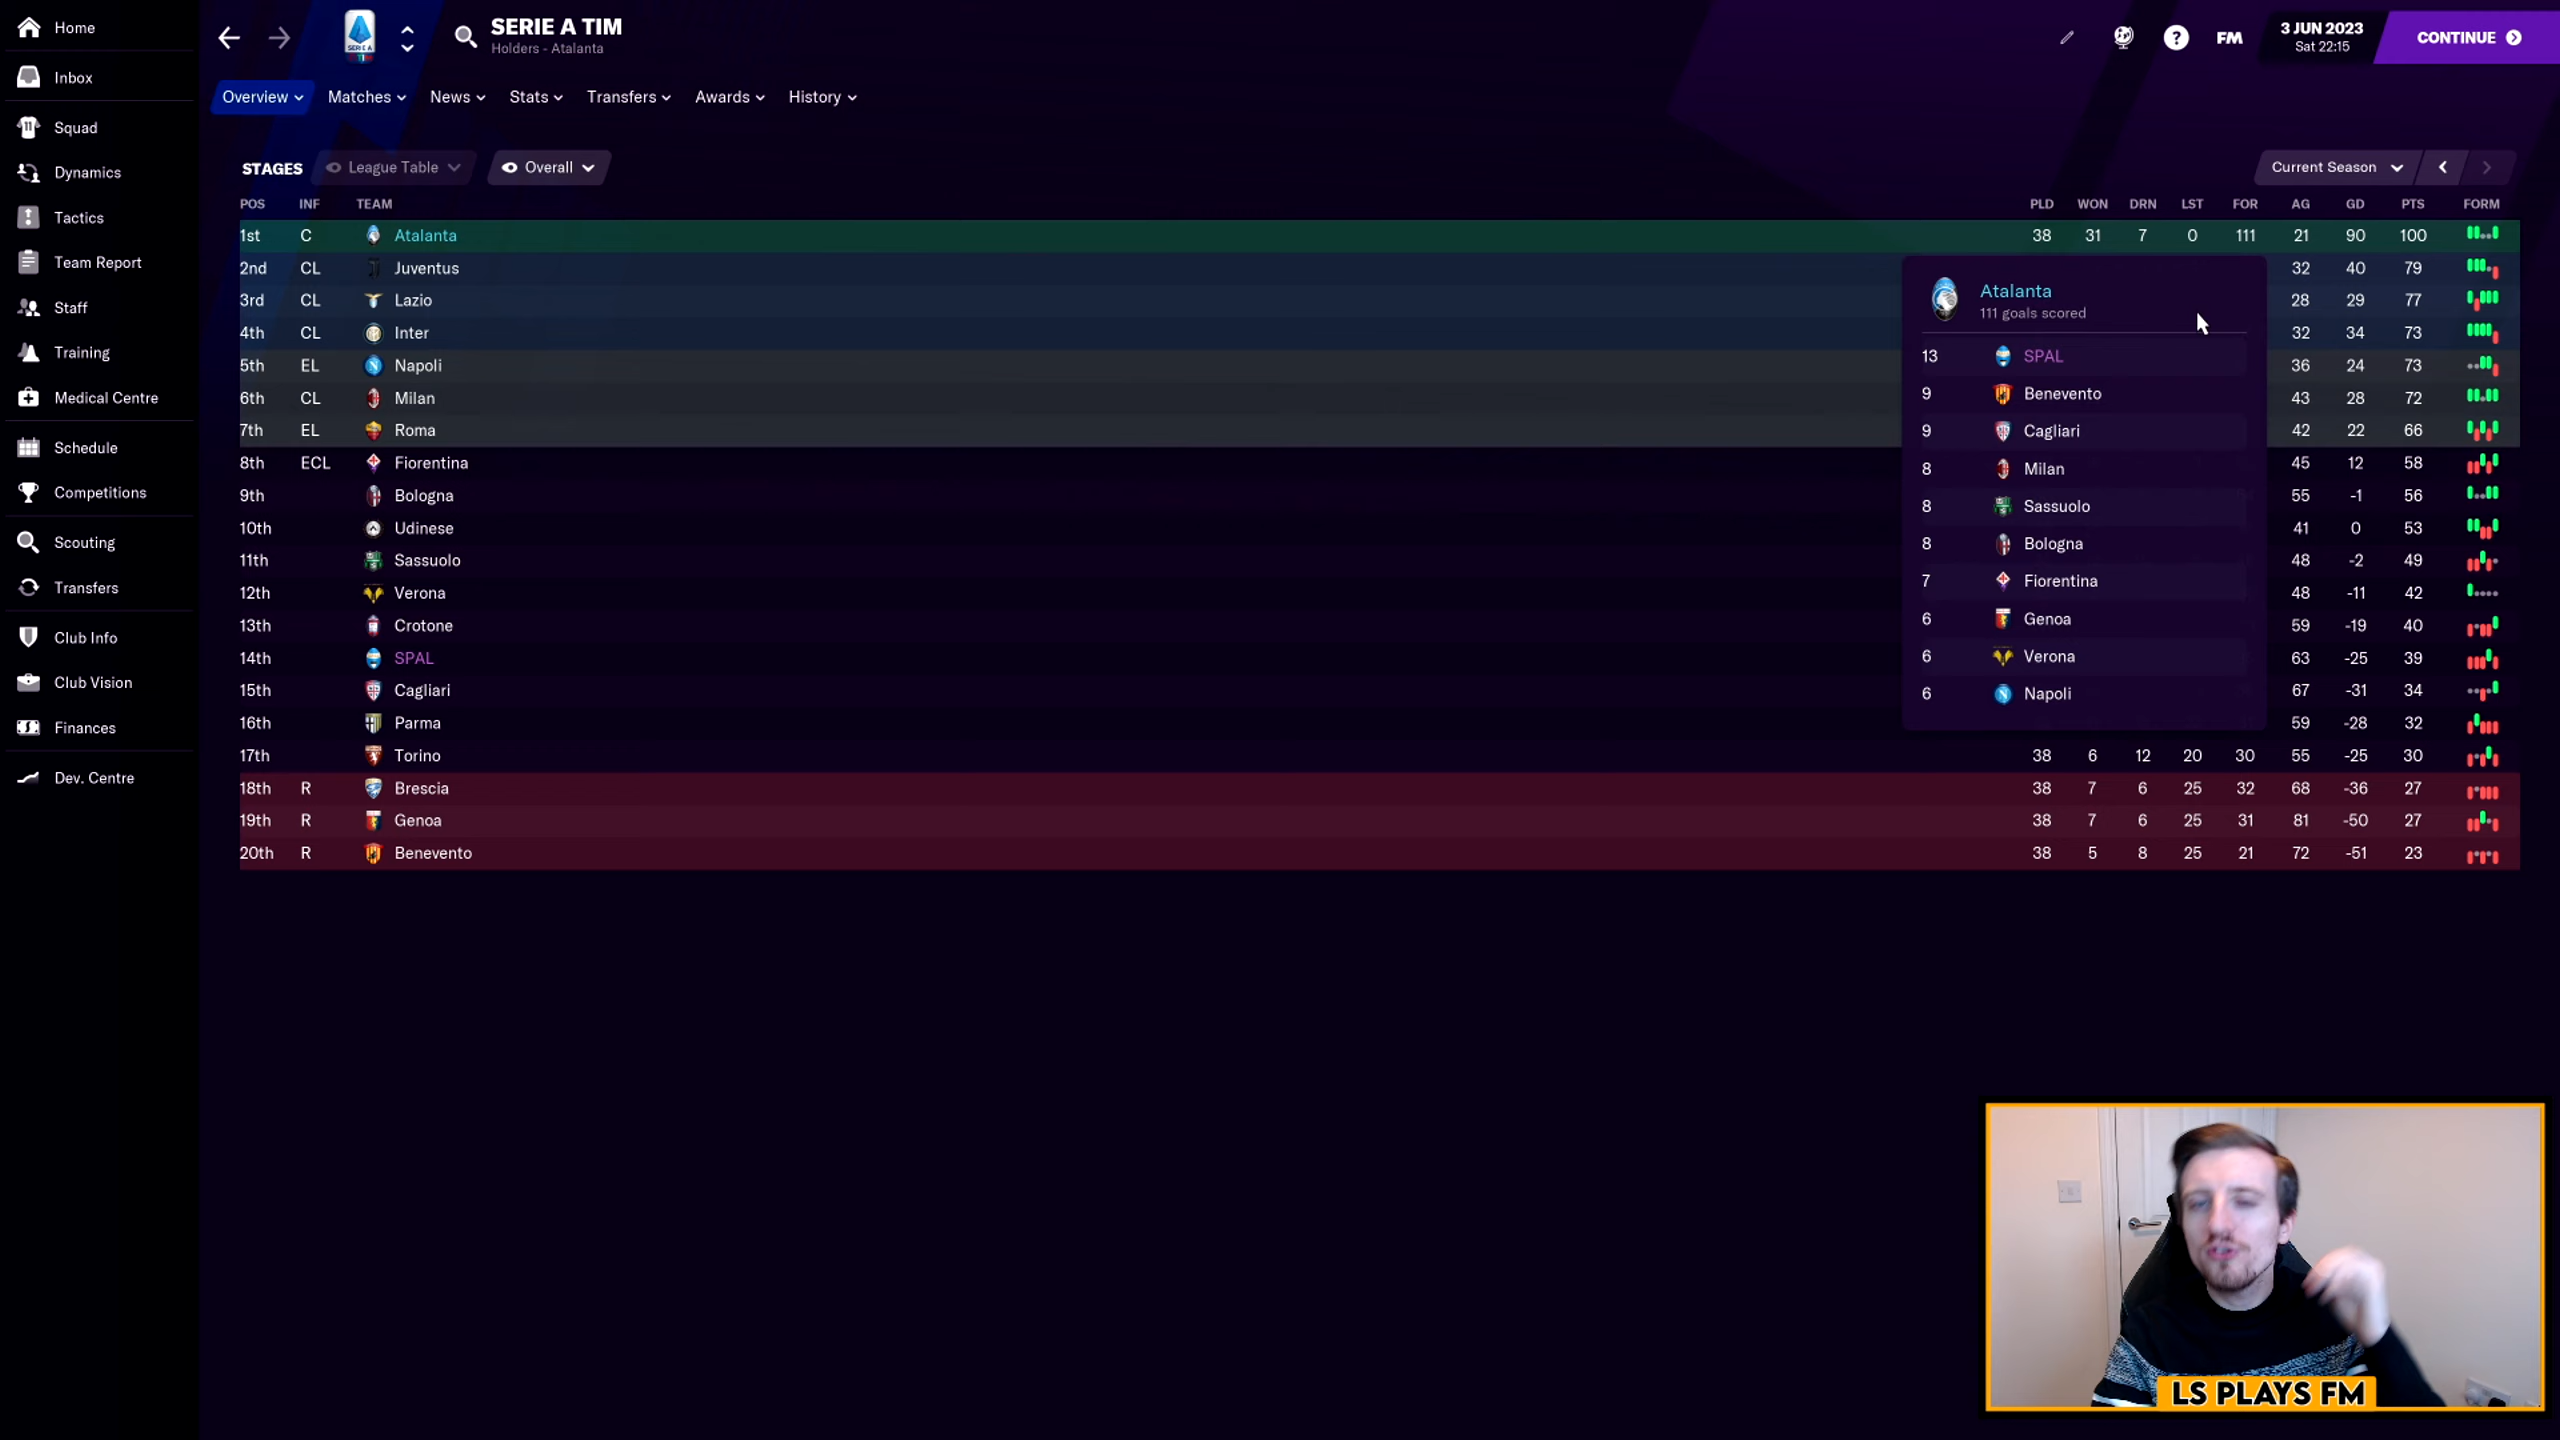 Home
Inbox
Squad
Dynamics
Tactics
Team Report
Staff
Training
Medical Centre
Schedule
Competitions
Scouting
Transfers
Club Info
Club Vision
Finances
Dev. Centre
SERIE A TIM
Holders - Atalanta
FM
3 JUN 2023
Sat 22:15
CONTINUE
Overview Matches News Stats Transfers Awards History
STAGES League Table Overall Current Season
POS INF TEAM PLD WON DRN LST FOR AG GD PTS FORM
1st C Atalanta 38 31 7 0 111 21 90 100
2nd CL Juventus 32 40 79
3rd CL Lazio 28 29 77
4th CL Inter 32 34 73
5th EL Napoli 36 24 73
6th CL Milan 43 28 72
7th EL Roma 42 22 66
8th ECL Fiorentina 45 12 58
9th Bologna 55 -1 56
10th Udinese 41 0 53
11th Sassuolo 48 -2 49
12th Verona 48 -11 42
13th Crotone 59 -19 40
14th SPAL 63 -25 39
15th Cagliari 67 -31 34
16th Parma 59 -28 32
17th Torino 38 6 12 20 30 55 -25 30
18th R Brescia 38 7 6 25 32 68 -36 27
19th R Genoa 38 7 6 25 31 81 -50 27
20th R Benevento 38 5 8 25 21 72 -51 23
Atalanta
111 goals scored
13 SPAL
9 Benevento
9 Cagliari
8 Milan
8 Sassuolo
8 Bologna
7 Fiorentina
6 Genoa
6 Verona
6 Napoli
LS PLAYS FM